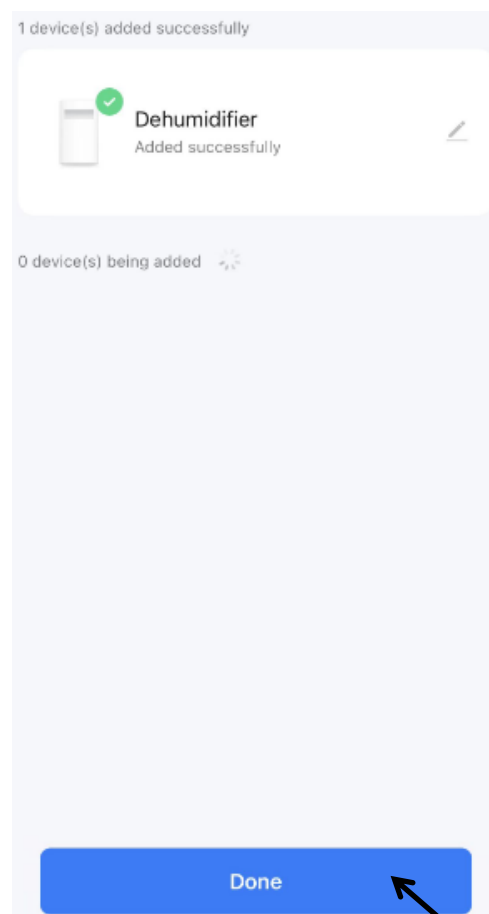 1 device(s) added successfully
Dehumidifier
Added successfully
0 device(s) being added
Done